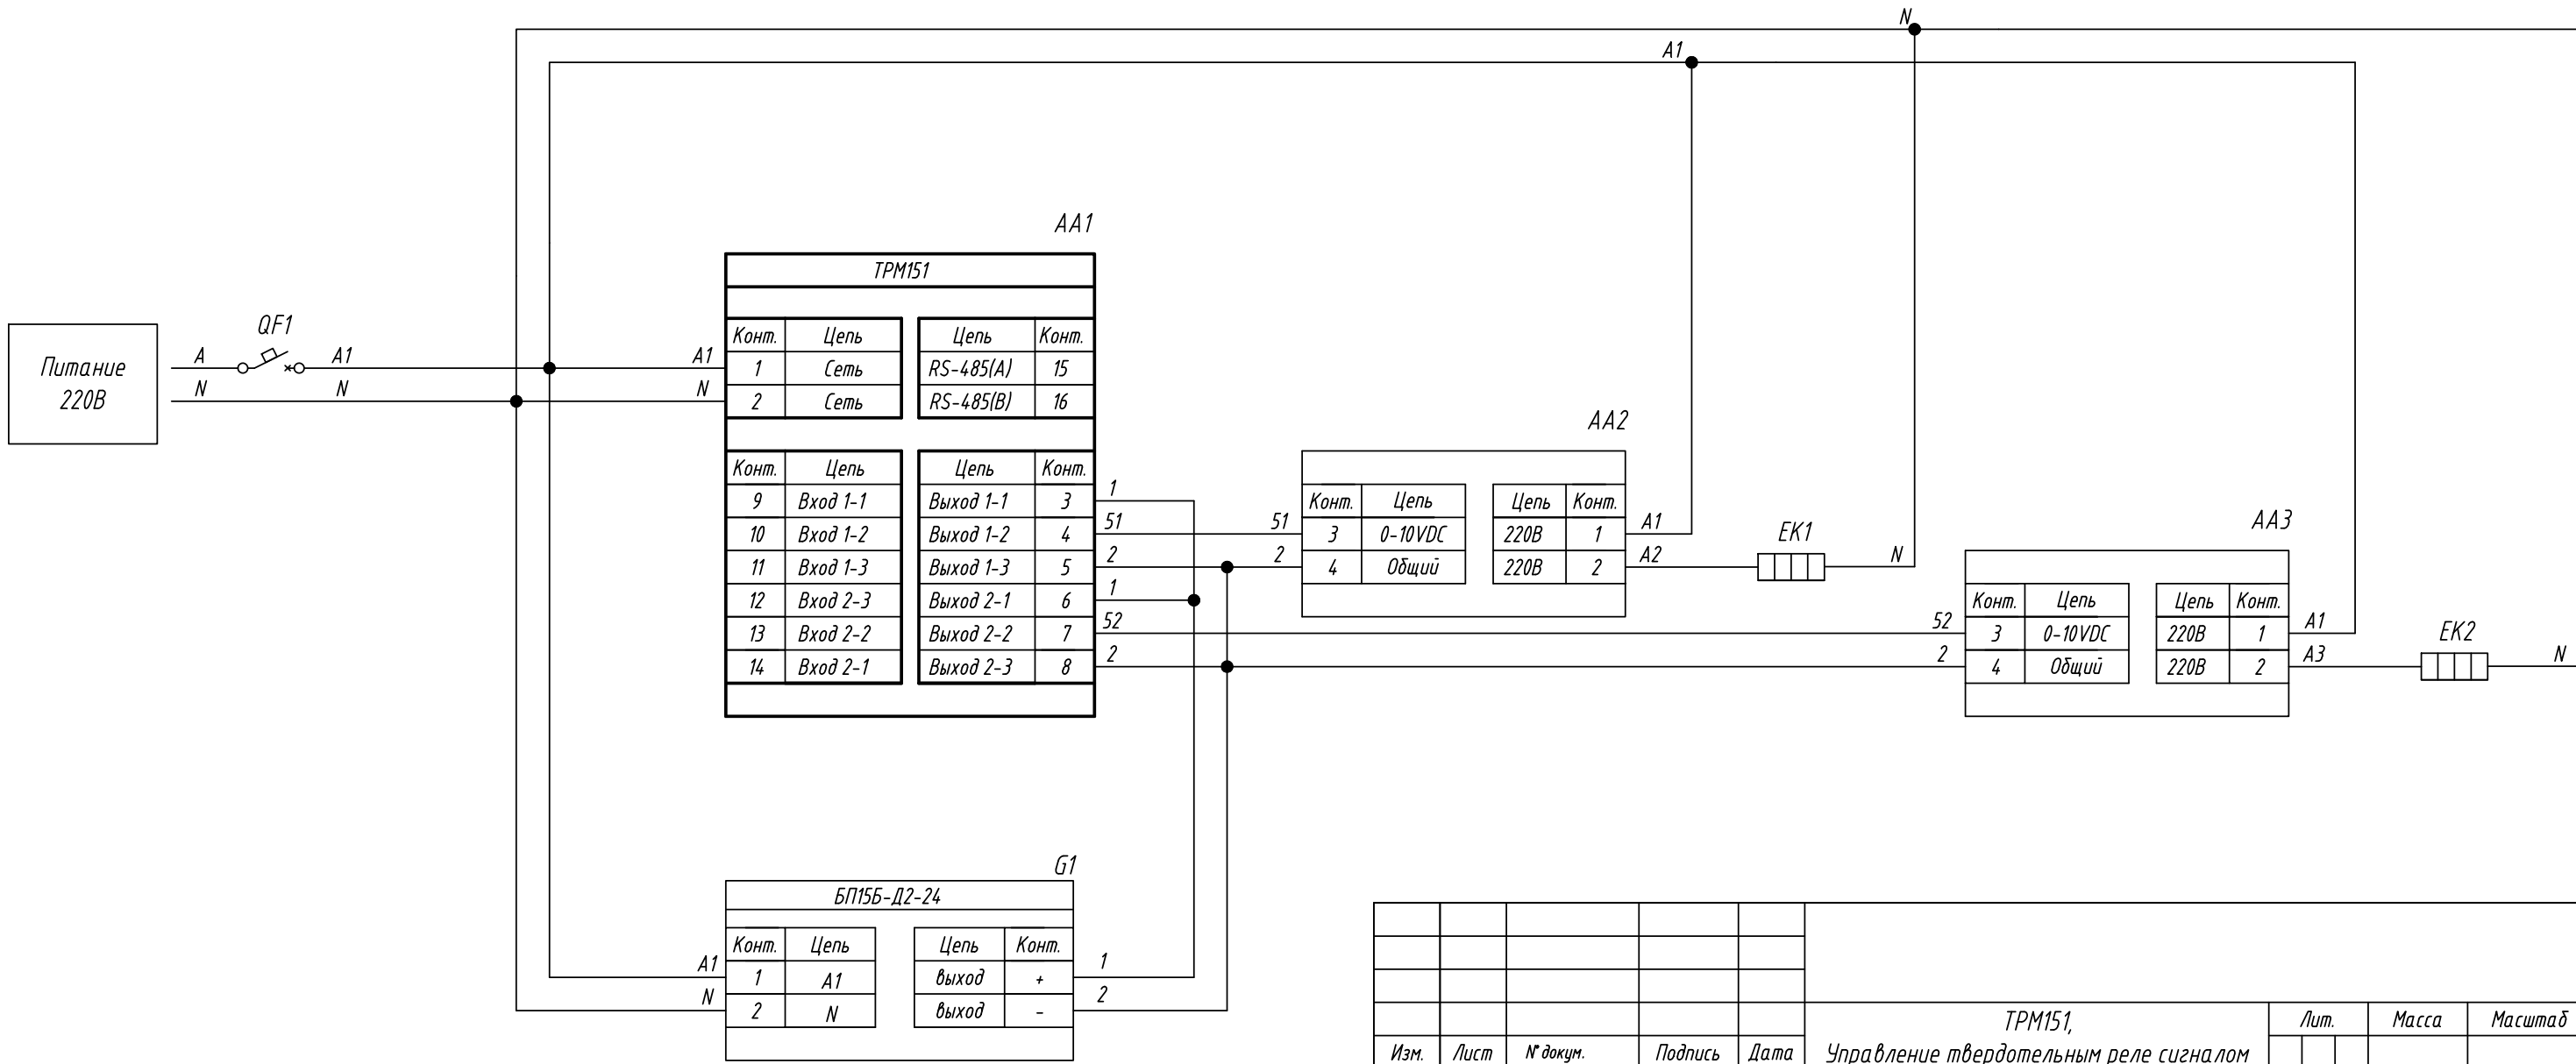 N
A1
AA1
ТРМ151
Питание
220В
QF1
A
A1
A1
N
N
N
Конт. Цепь Цепь Конт.
1 Сеть RS-485(A) 15
2 Сеть RS-485(B) 16
Конт. Цепь Цепь Конт.
9 Вход 1-1 Выход 1-1 3
10 Вход 1-2 Выход 1-2 4
11 Вход 1-3 Выход 1-3 5
12 Вход 2-3 Выход 2-1 6
13 Вход 2-2 Выход 2-2 7
14 Вход 2-1 Выход 2-3 8
1
51
2
1
52
2
51
2
AA2
Конт. Цепь Цепь Конт.
3 0-10VDC 220В 1
4 Общий 220В 2
A1
A2
EK1
N
52
2
AA3
Конт. Цепь Цепь Конт.
3 0-10VDC 220В 1
4 Общий 220В 2
A1
A3
EK2
N
G1
БП15Б-Д2-24
Конт. Цепь Цепь Конт.
1 A1 выход +
2 N выход -
A1
N
1
2
ТРМ151,
Управление твердотельным реле сигналом
Лит. Масса Масштаб
Изм. Лист № докум. Подпись Дата